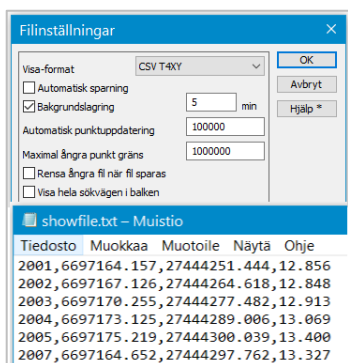 Filinställningar
Visa-format CSV T4XY OK
Automatisk sparning Avbryt
Bakgrundslagring 5 min Hjälp *
Automatisk punktuppdatering 100000
Maximal ångra punkt gräns 1000000
Rensa ångra fil när fil sparas
Visa hela sökvägen i balken
showfile.txt – Muistio
Tiedosto Muokkaa Muotoile Näytä Ohje
2001,6697164.157,27444251.444,12.856
2002,6697167.126,27444264.618,12.848
2003,6697170.255,27444277.482,12.913
2004,6697173.125,27444289.006,13.069
2005,6697175.219,27444300.039,13.400
2007,6697164.652,27444297.762,13.327